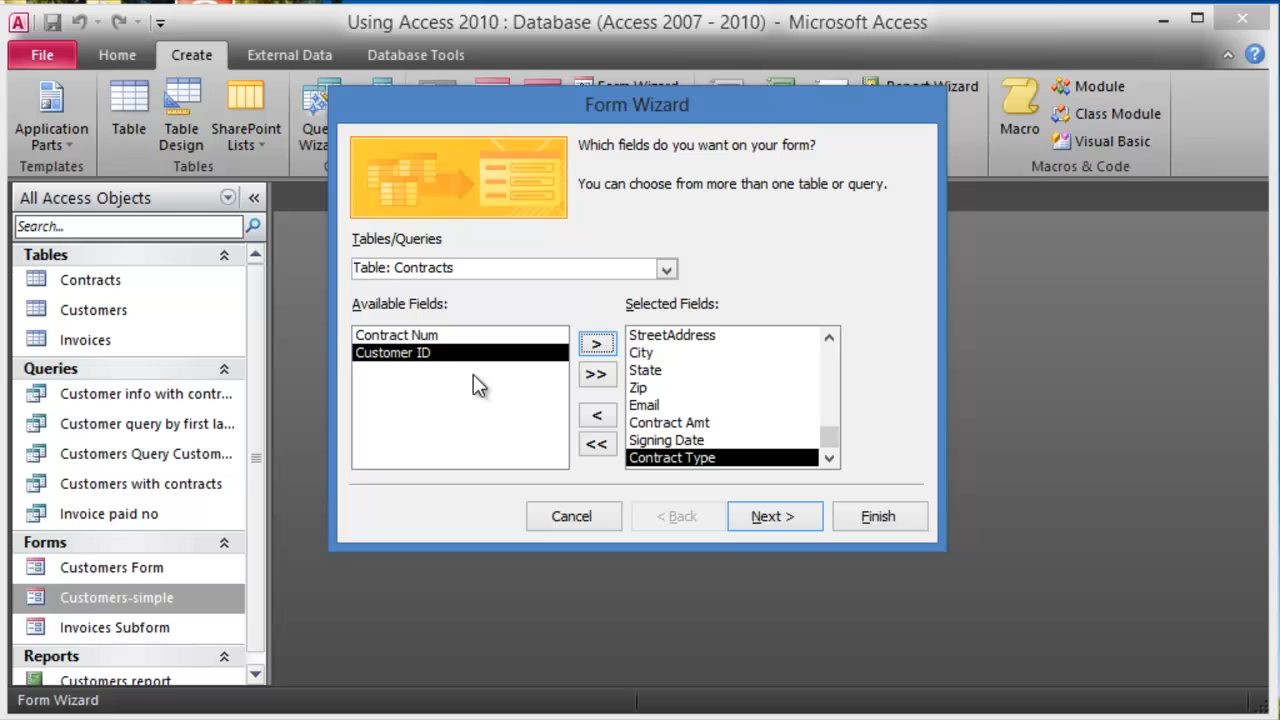 Using Access 2010 : Database (Access 2007 - 2010) - Microsoft Access
File Home Create External Data Database Tools
Application Parts
Table
Table Design
SharePoint Lists
Templates
Tables
Form Wizard
Report Wizard
Macro
Module
Class Module
Visual Basic
Macros & Code
All Access Objects
Search...
Tables
Contracts
Customers
Invoices
Queries
Customer info with contr...
Customer query by first la...
Customers Query Custom...
Customers with contracts
Invoice paid no
Forms
Customers Form
Customers-simple
Invoices Subform
Reports
Customers report
Form Wizard
Which fields do you want on your form?
You can choose from more than one table or query.
Tables/Queries
Table: Contracts
Available Fields:
Contract Num
Customer ID
>
>>
<
<<
Selected Fields:
StreetAddress
City
State
Zip
Email
Contract Amt
Signing Date
Contract Type
Cancel < Back Next > Finish
Form Wizard